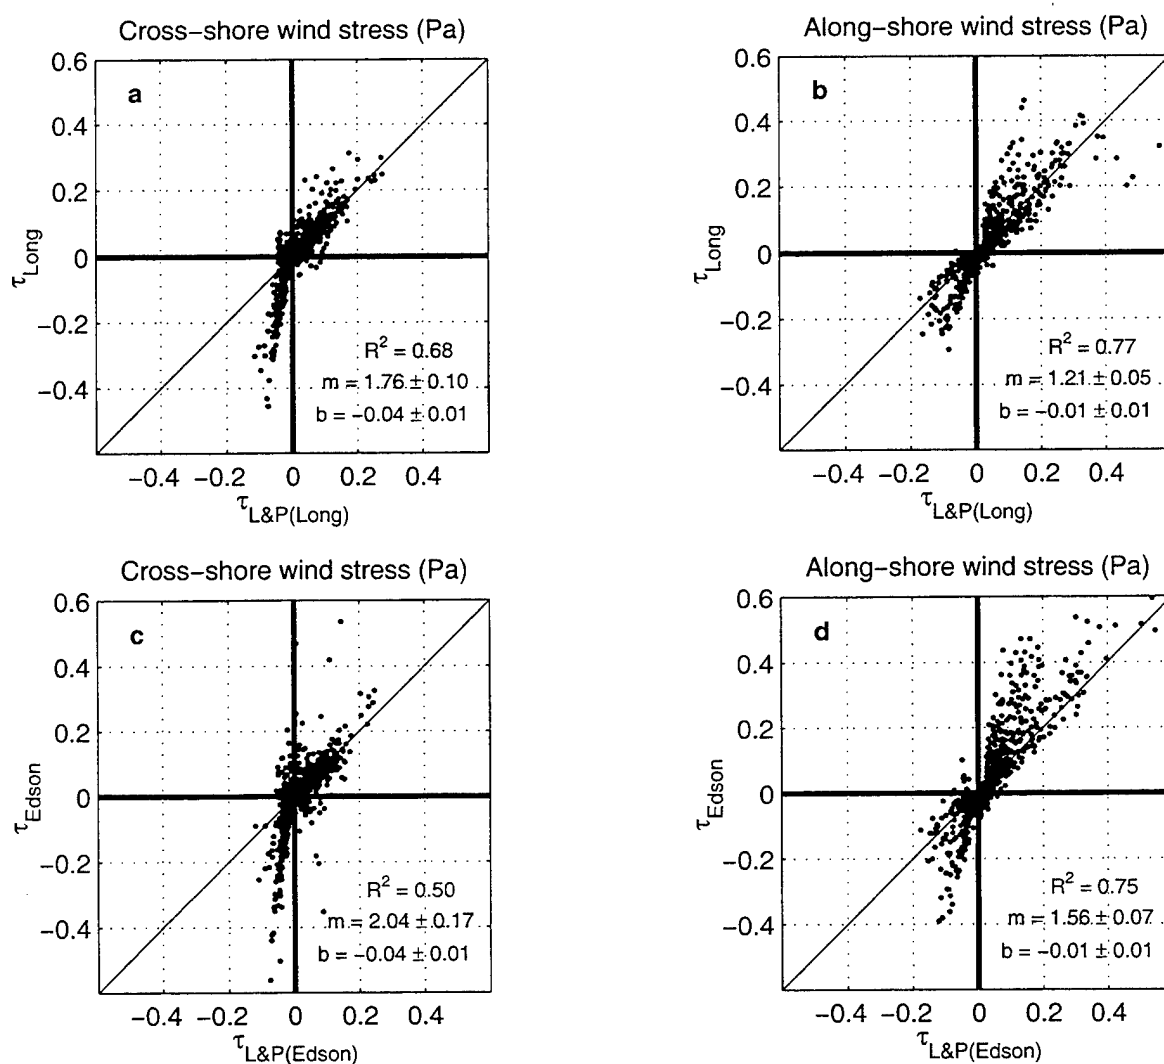 Cross-shore wind stress (Pa)
0.6
0.4
0.2
0
-0.2
-0.4
a
τLong
R² = 0.68
m = 1.76 ± 0.10
b = -0.04 ± 0.01
-0.4 -0.2 0 0.2 0.4
τL&P(Long)
Along-shore wind stress (Pa)
0.6
0.4
0.2
0
-0.2
-0.4
b
τLong
R² = 0.77
m = 1.21 ± 0.05
b = -0.01 ± 0.01
-0.4 -0.2 0 0.2 0.4
τL&P(Long)
Cross-shore wind stress (Pa)
0.6
0.4
0.2
0
-0.2
-0.4
c
τEdson
R² = 0.50
m = 2.04 ± 0.17
b = -0.04 ± 0.01
-0.4 -0.2 0 0.2 0.4
τL&P(Edson)
Along-shore wind stress (Pa)
0.6
0.4
0.2
0
-0.2
-0.4
d
τEdson
R² = 0.75
m = 1.56 ± 0.07
b = -0.01 ± 0.01
-0.4 -0.2 0 0.2 0.4
τL&P(Edson)